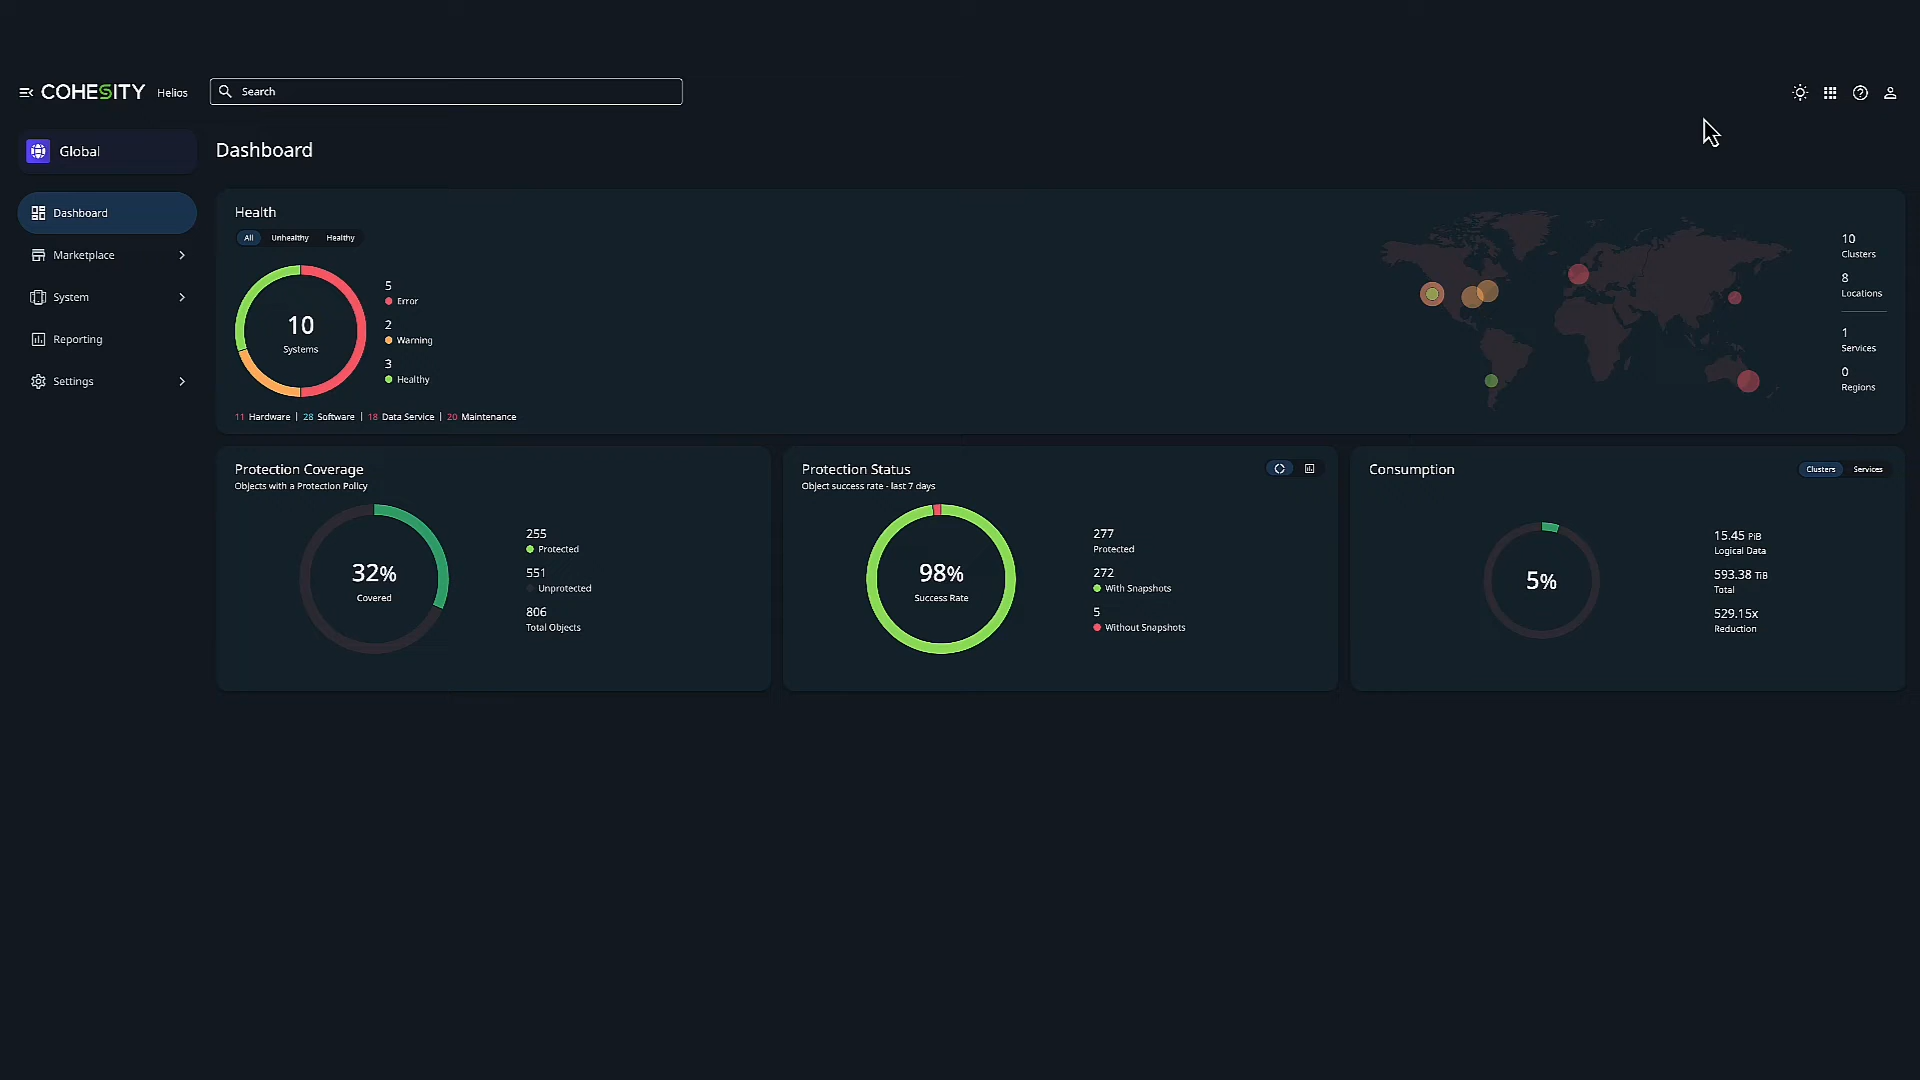 COHESITY Helios
Search
Global
Dashboard
Dashboard
Marketplace
System
Reporting
Settings
Health
All Unhealthy Healthy
10
Systems
5
Error
2
Warning
3
Healthy
11 Hardware | 28 Software | 18 Data Service | 20 Maintenance
10
Clusters
8
Locations
1
Services
0
Regions
Protection Coverage
Objects with a Protection Policy
32%
Covered
255
Protected
551
Unprotected
806
Total Objects
Protection Status
Object success rate - last 7 days
98%
Success Rate
277
Protected
272
With Snapshots
5
Without Snapshots
Consumption
Clusters Services
5%
15.45 PiB
Logical Data
593.38 TiB
Total
529.15x
Reduction